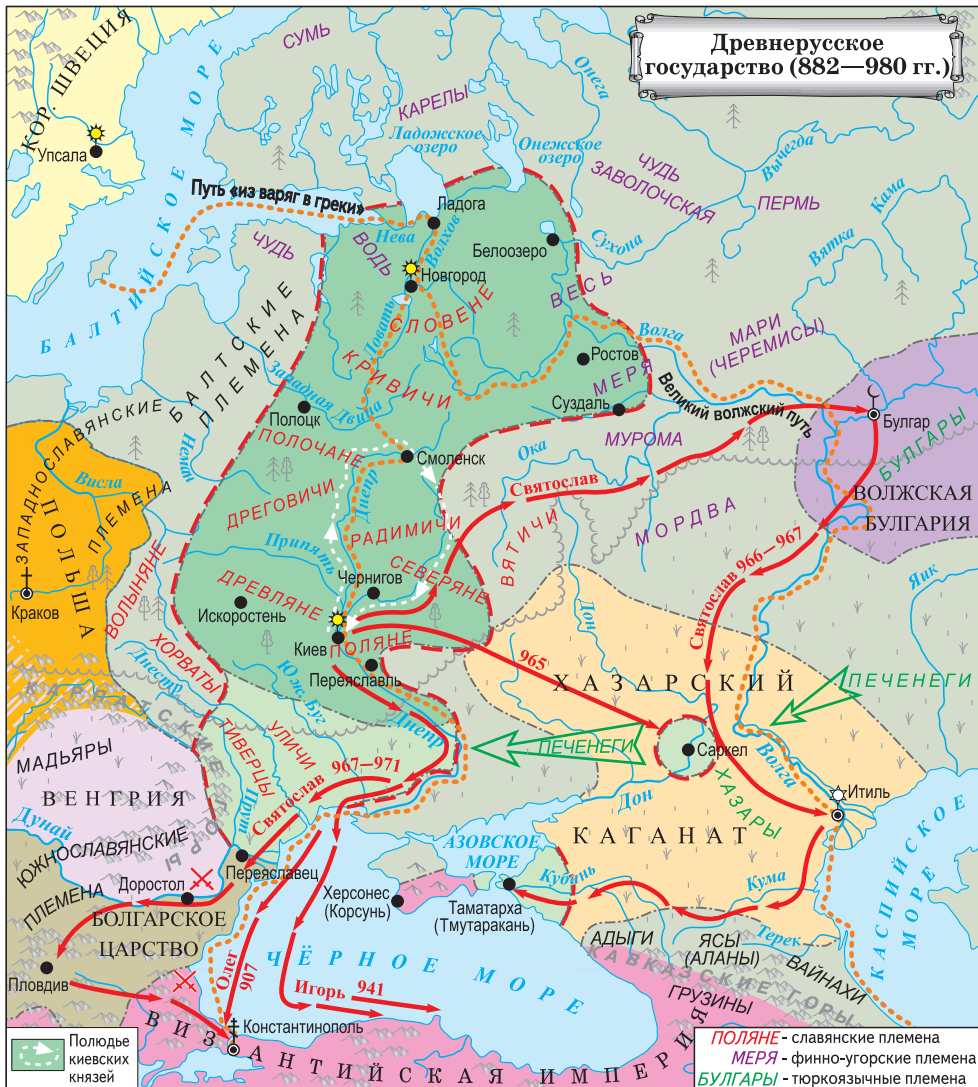 Древнерусское
государство (882—980 гг.)
КОР. ШВЕЦИЯ
Упсала
БАЛТИЙСКОЕ МОРЕ
СУМЬ
КАРЕЛЫ
Ладожское
озеро
Онежское
озеро
Онега
Вычегда
ЧУДЬ
ЗАВОЛОЧСКАЯ
ПЕРМЬ
Кама
Вятка
Сухона
Путь «из варяг в греки»
Ладога
Нева
Волхов
Белоозеро
ЧУДЬ
ВОДЬ
Новгород
СЛОВЕНЕ
ВЕСЬ
Ловать
Волга
МАРИ
(ЧЕРЕМИСЫ)
БАЛТСКИЕ
ПЛЕМЕНА
КРИВИЧИ
Ростов
МЕРЯ
Суздаль
Великий волжский путь
Западная Двина
Полоцк
ПОЛОЧАНЕ
Смоленск
МУРОМА
Ока
Булгар
БУЛГАРЫ
ВОЛЖСКАЯ
БУЛГАРИЯ
Неман
ЗАПАДНОСЛАВЯНСКИЕ
ПЛЕМЕНА
Висла
ПОЛЬША
Краков
ДРЕГОВИЧИ
Днепр
РАДИМИЧИ
Святослав
ВЯТИЧИ
МОРДВА
Припять
Чернигов
СЕВЕРЯНЕ
ДРЕВЛЯНЕ
Искоростень
Киев
ПОЛЯНЕ
Переяславль
Святослав 966—967
Яик
Дон
ВОЛЫНЯНЕ
ХОРВАТЫ
Днестр
Юж. Буг
965
ХАЗАРСКИЙ
КАГАНАТ
ПЕЧЕНЕГИ
КАРПАТСКИЕ ГОРЫ
ТИВЕРЦЫ
УЛИЧИ
Днепр
ПЕЧЕНЕГИ
Саркел
Волга
ХАЗАРЫ
Итиль
МАДЬЯРЫ
ВЕНГРИЯ
Прут
Святослав 967—971
Дон
Дунай
ЮЖНОСЛАВЯНСКИЕ
ПЛЕМЕНА
Переяславец
Доростол
БОЛГАРСКОЕ
ЦАРСТВО
Пловдив
АЗОВСКОЕ
МОРЕ
Херсонес
(Корсунь)
Таматарха
(Тмутаракань)
Кубань
Кума
Терек
КАСПИЙСКОЕ
МОРЕ
АДЫГИ
ЯСЫ
(АЛАНЫ)
ВАЙНАХИ
КАВКАЗСКИЕ ГОРЫ
ГРУЗИНЫ
ЧЁРНОЕ МОРЕ
Олег
907
Игорь 941
Константинополь
ВИЗАНТИЙСКАЯ ИМПЕРИЯ
Полюдье
киевских
князей
ПОЛЯНЕ - славянские племена
МЕРЯ - финно-угорские племена
БУЛГАРЫ - тюркоязычные племена